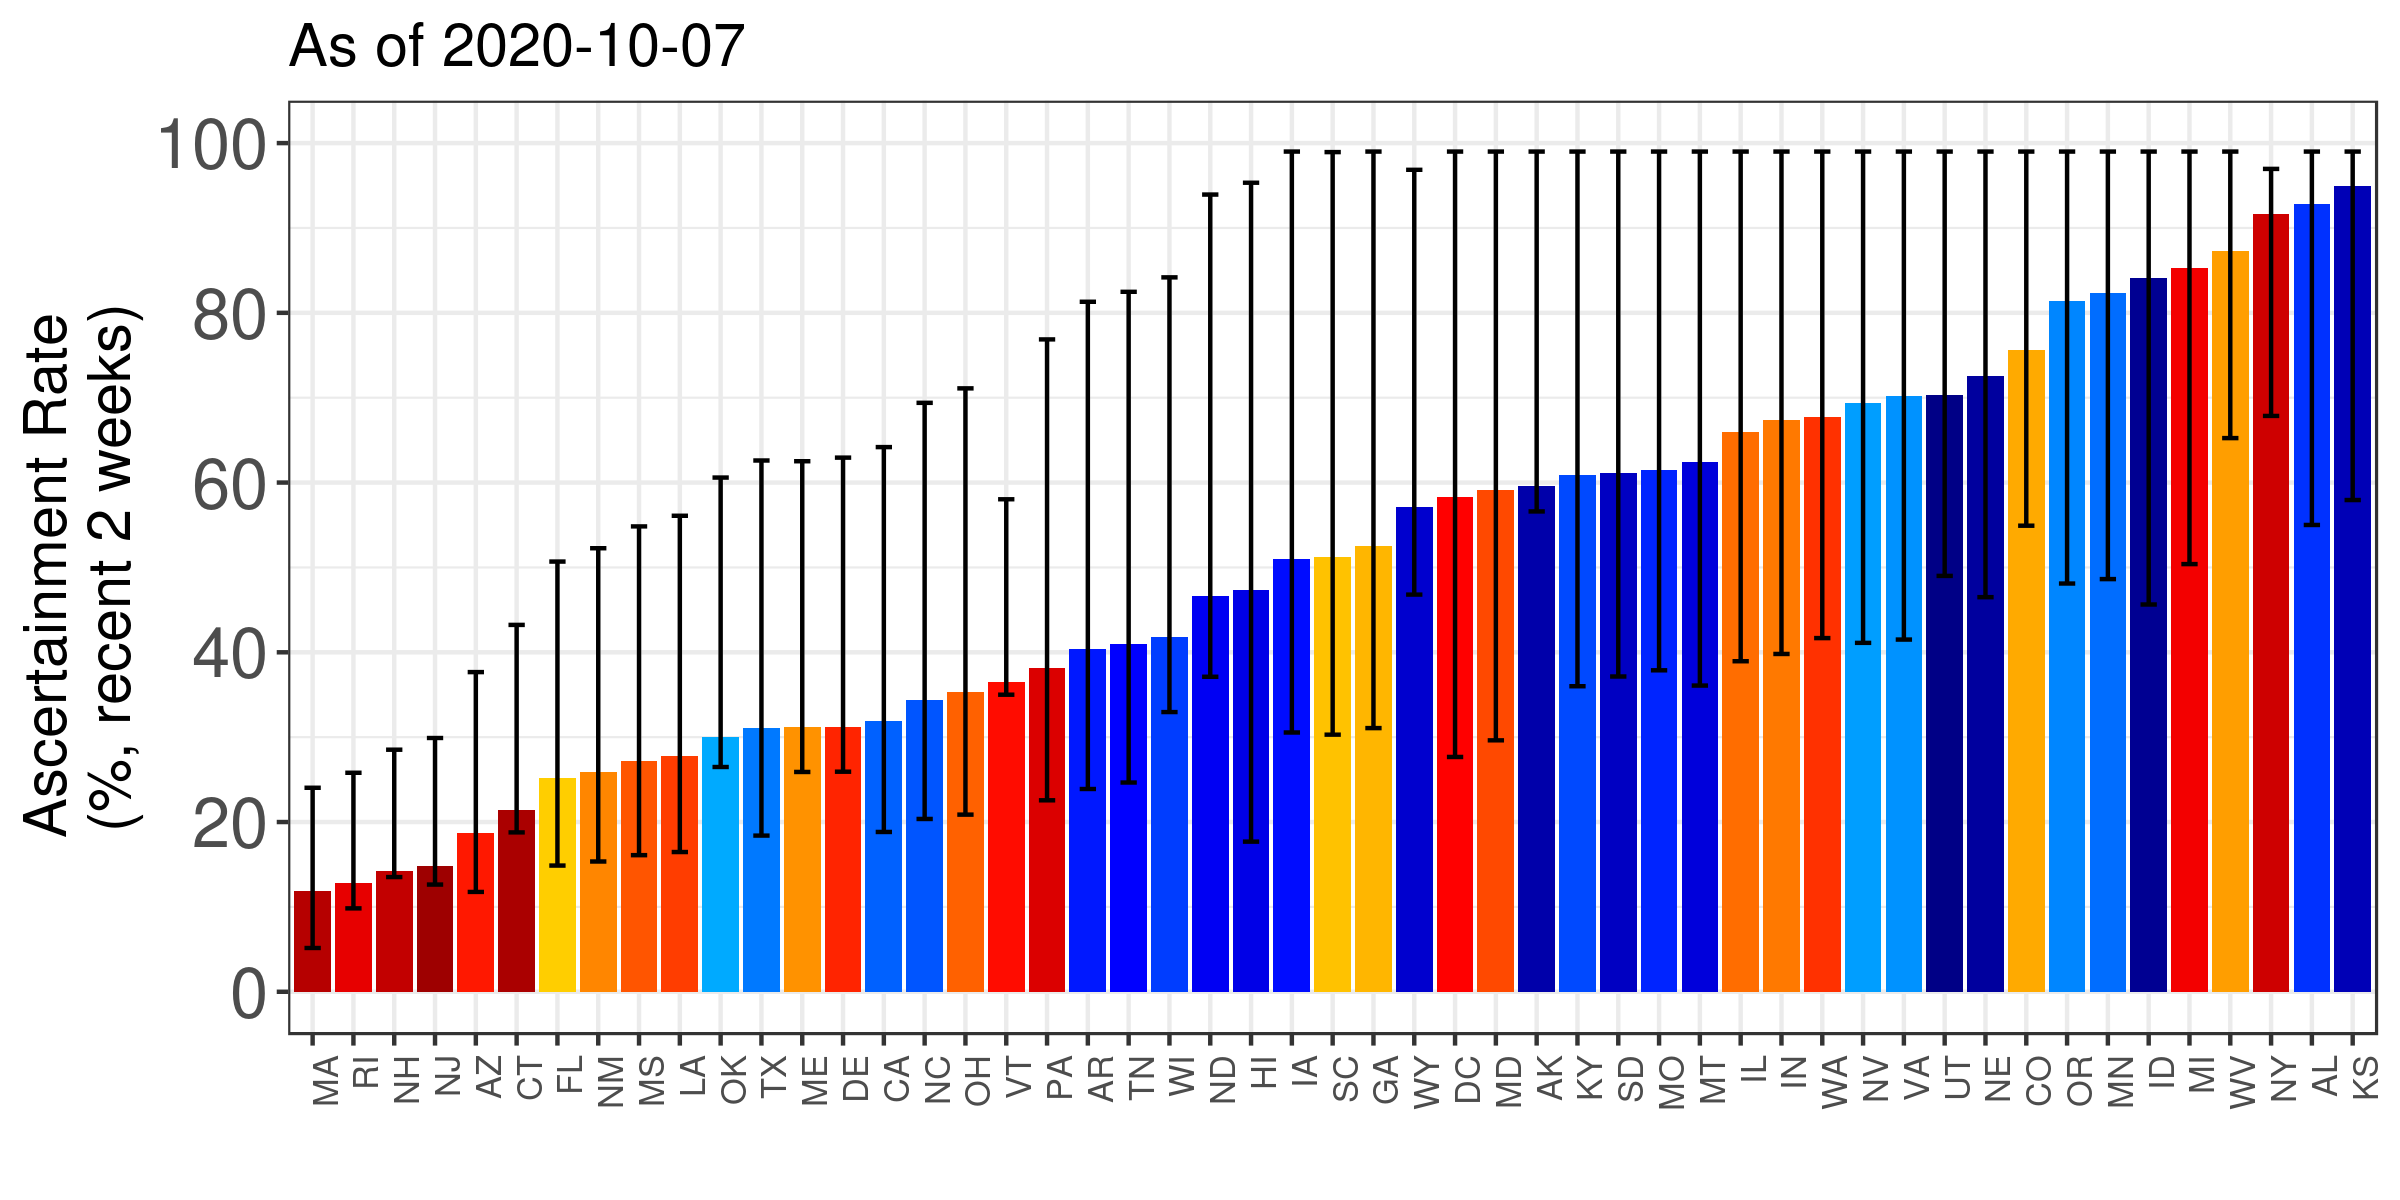 As of 2020-10-07
Ascertainment Rate
(%, recent 2 weeks)
100
80
60
40
20
0
MA RI NH NJ AZ CT FL NM MS LA OK TX ME DE CA NC OH VT PA AR TN WI ND HI IA SC GA WY DC MD AK KY SD MO MT IL IN WA NV VA UT NE CO OR MN ID MI WV NY AL KS